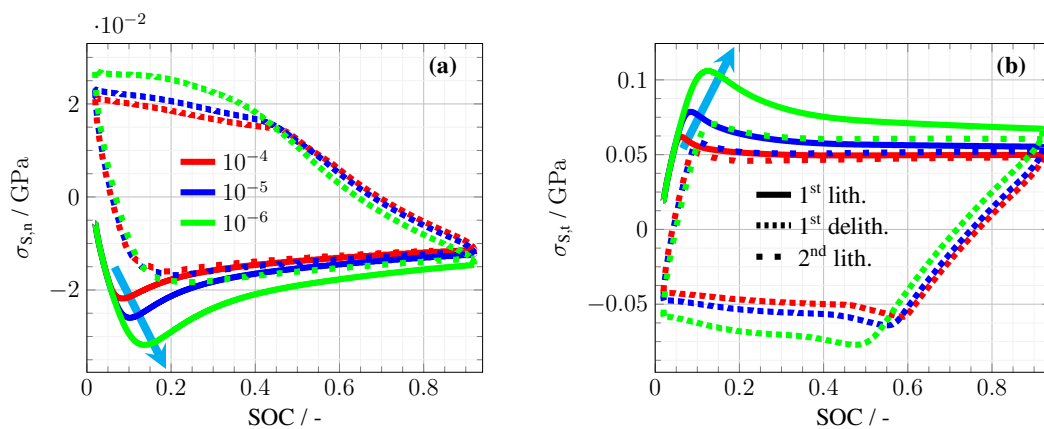 ·10⁻²
(a)
2
0
−2
σS,n / GPa
10⁻⁴
10⁻⁵
10⁻⁶
0 0.2 0.4 0.6 0.8
SOC / -
(b)
0.1
0.05
0
−0.05
σS,t / GPa
1st lith.
1st delith.
2nd lith.
0 0.2 0.4 0.6 0.8
SOC / -